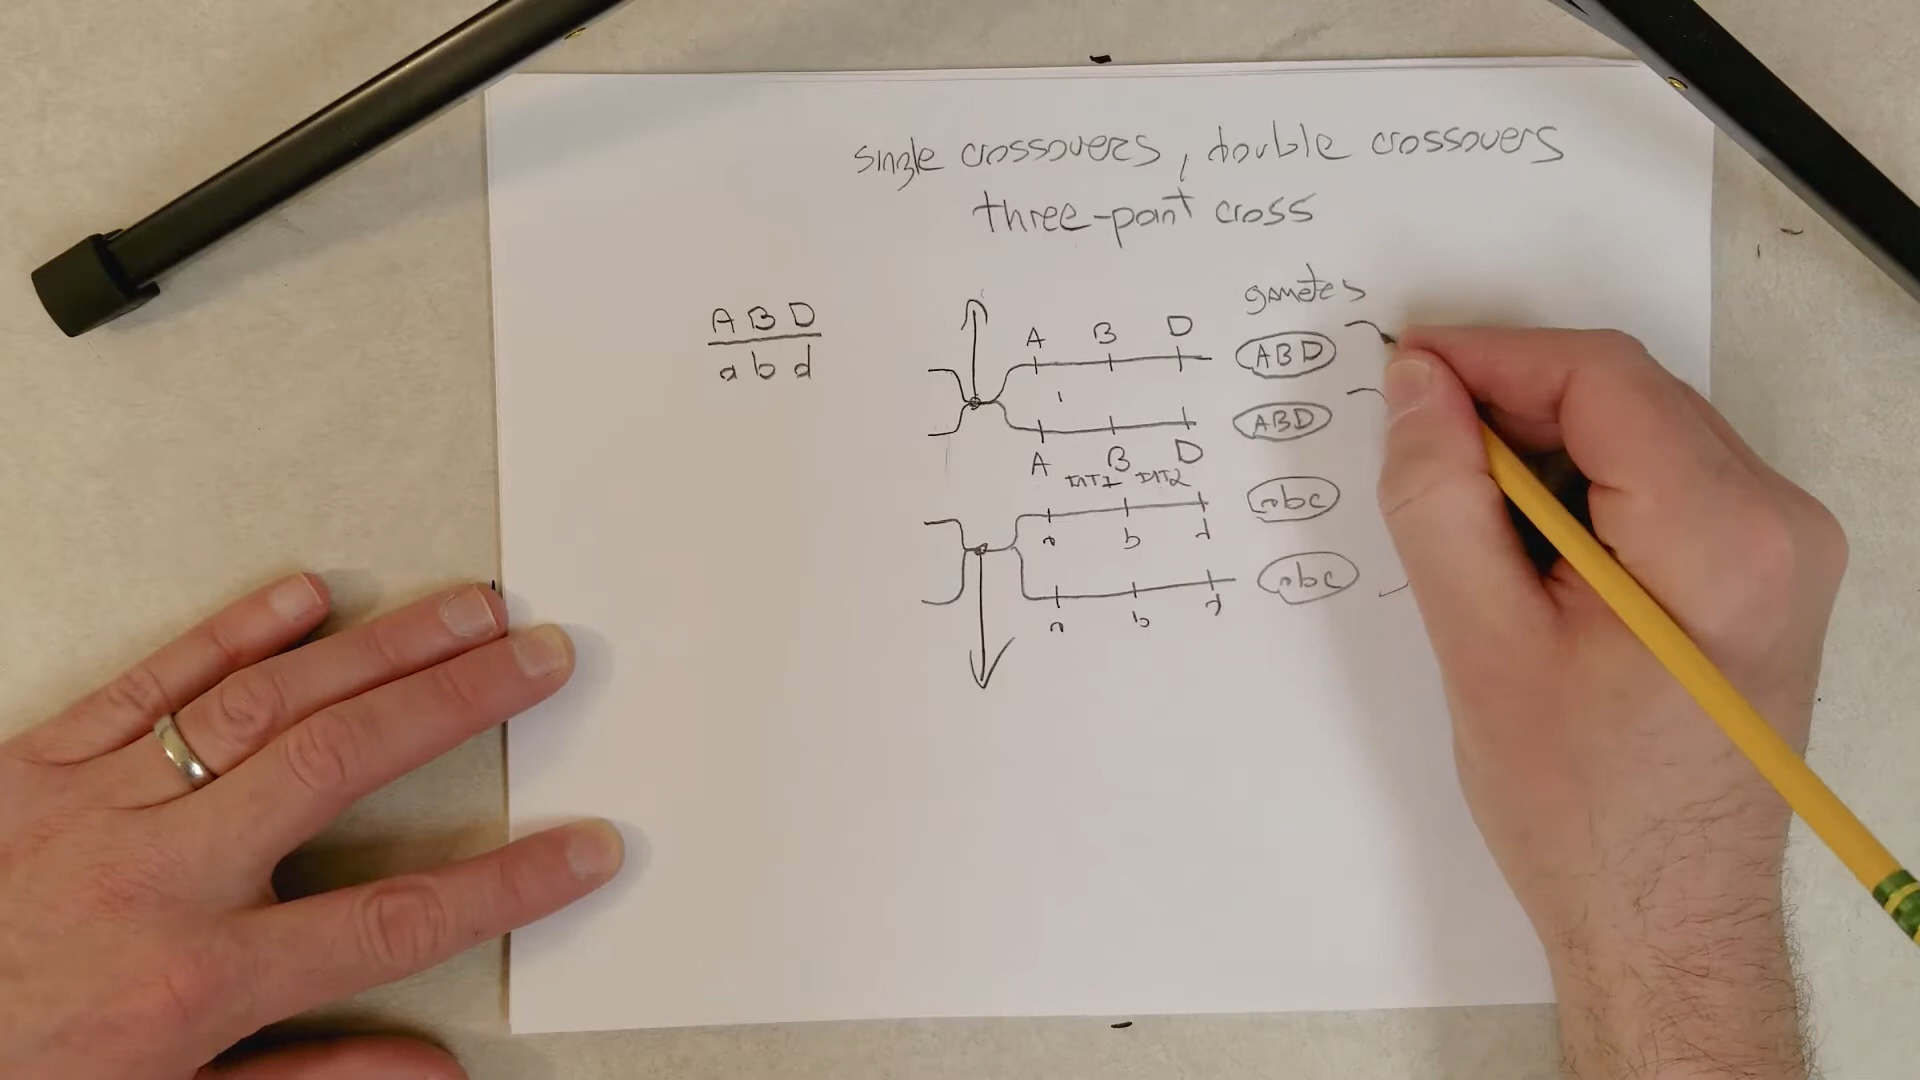 single crossovers, double crossovers
three-point cross
gametes
A B D
a b d
A B D
ABD
ABD
A B D
INT1 INT2
abc
a b d
abc
a b d